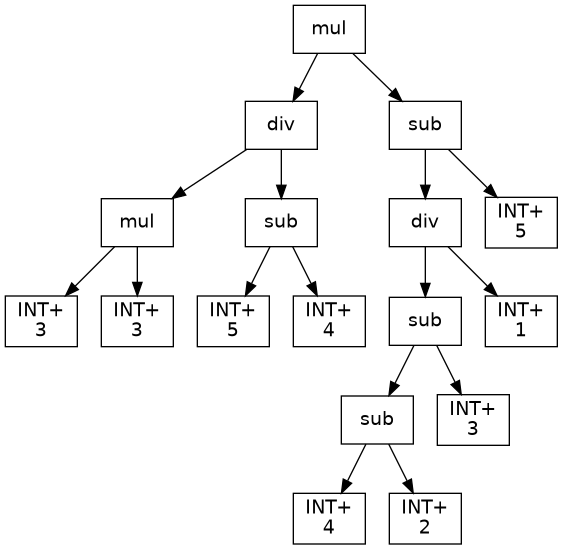 mul
div
sub
mul
sub
div
INT+
5
INT+
3
INT+
3
INT+
5
INT+
4
sub
INT+
1
sub
INT+
3
INT+
4
INT+
2